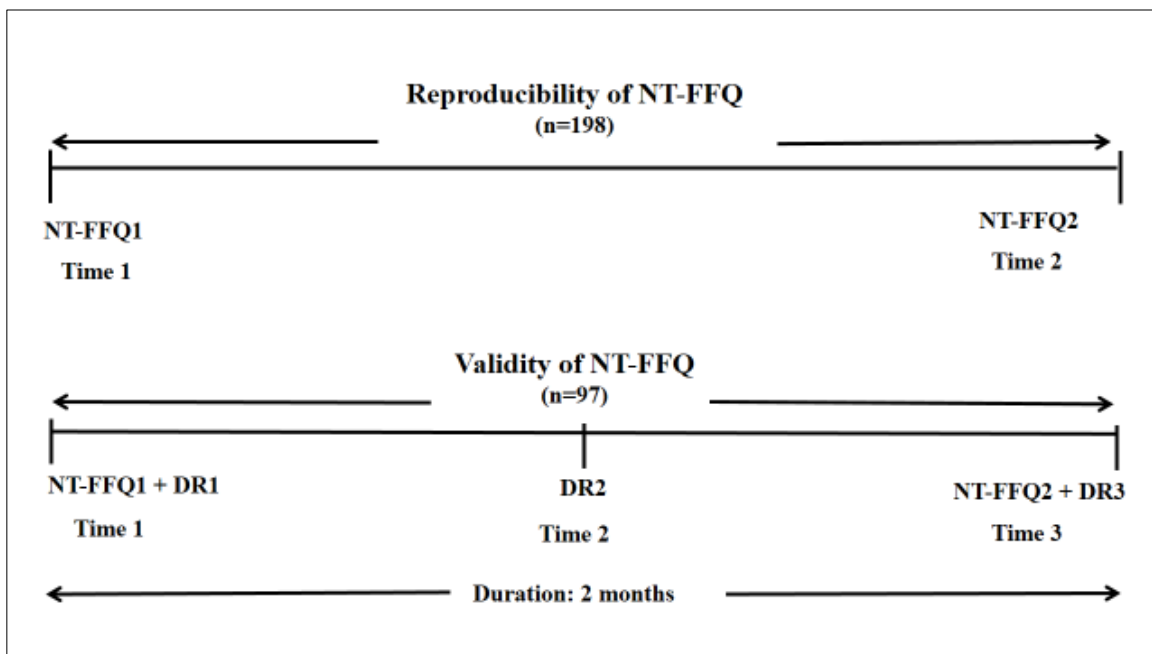 Reproducibility of NT-FFQ
(n=198)
NT-FFQ1
NT-FFQ2
Time 1
Time 2
Validity of NT-FFQ
(n=97)
NT-FFQ1 + DR1
DR2
NT-FFQ2 + DR3
Time 1
Time 2
Time 3
Duration: 2 months